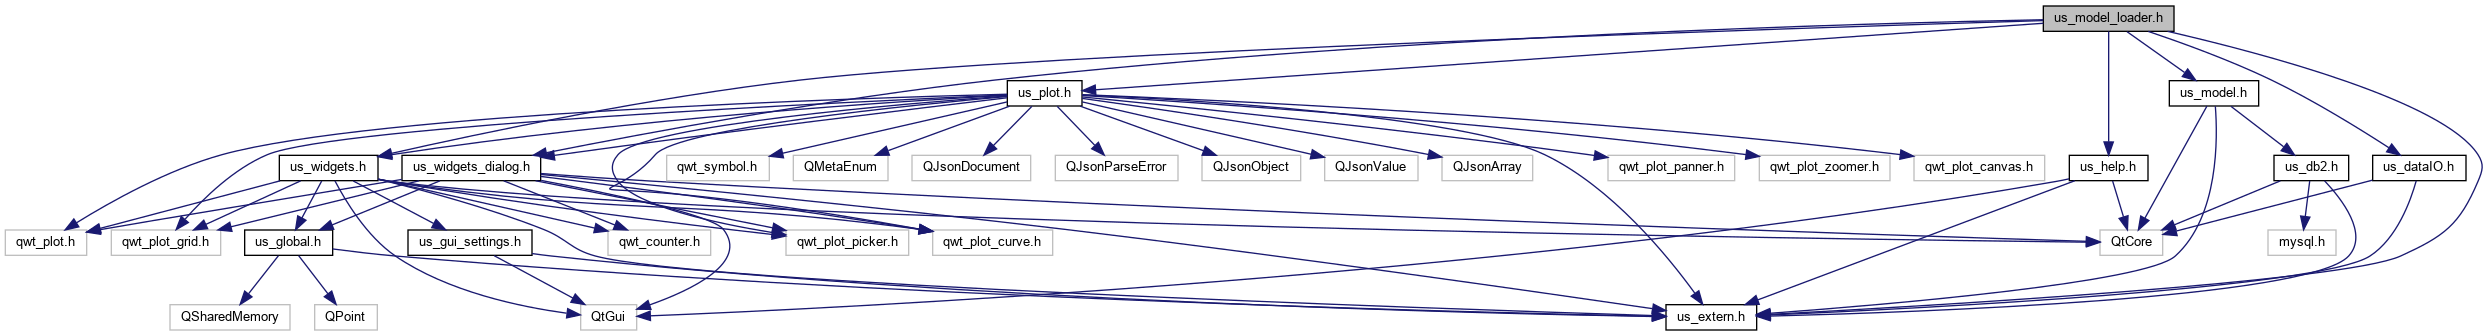 us_model_loader.h
us_plot.h
us_model.h
us_widgets.h
us_widgets_dialog.h
qwt_symbol.h
QMetaEnum
QJsonDocument
QJsonParseError
QJsonObject
QJsonValue
QJsonArray
qwt_plot_panner.h
qwt_plot_zoomer.h
qwt_plot_canvas.h
us_help.h
us_db2.h
us_dataIO.h
qwt_plot.h
qwt_plot_grid.h
us_global.h
us_gui_settings.h
qwt_counter.h
qwt_plot_picker.h
qwt_plot_curve.h
QtCore
mysql.h
QSharedMemory
QPoint
QtGui
us_extern.h